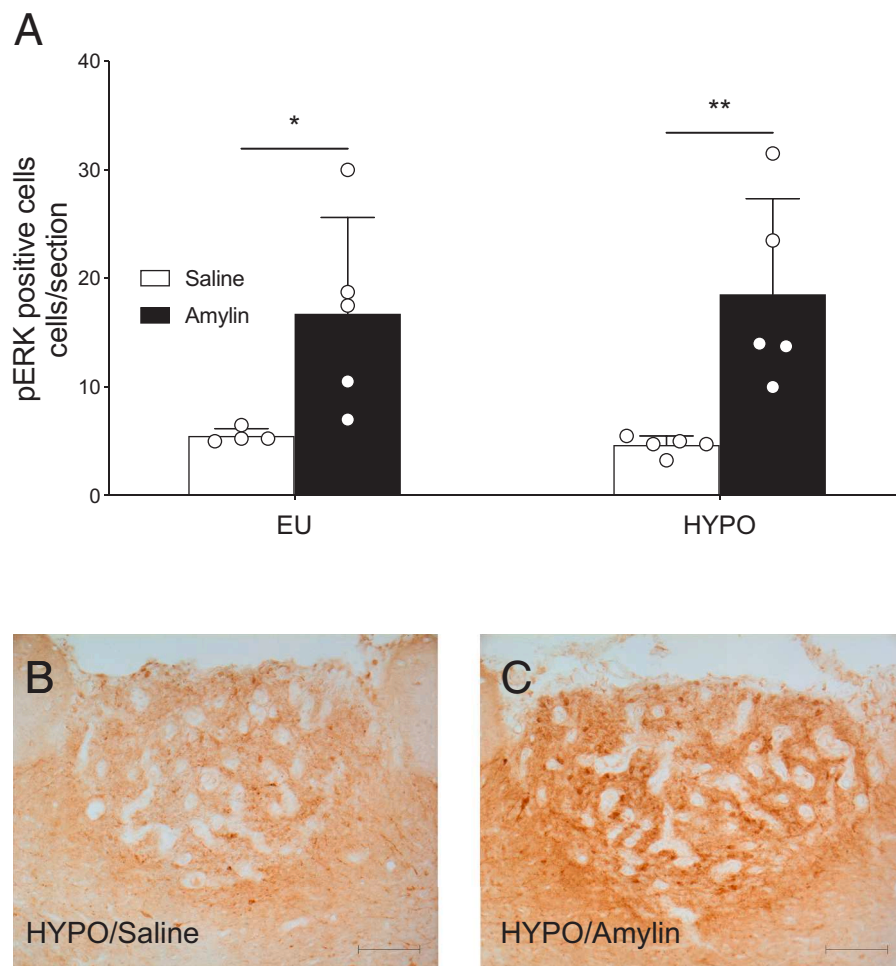 A
40
30
20
10
0
pERK positive cells
cells/section
*
**
Saline
Amylin
EU
HYPO
B
HYPO/Saline
C
HYPO/Amylin